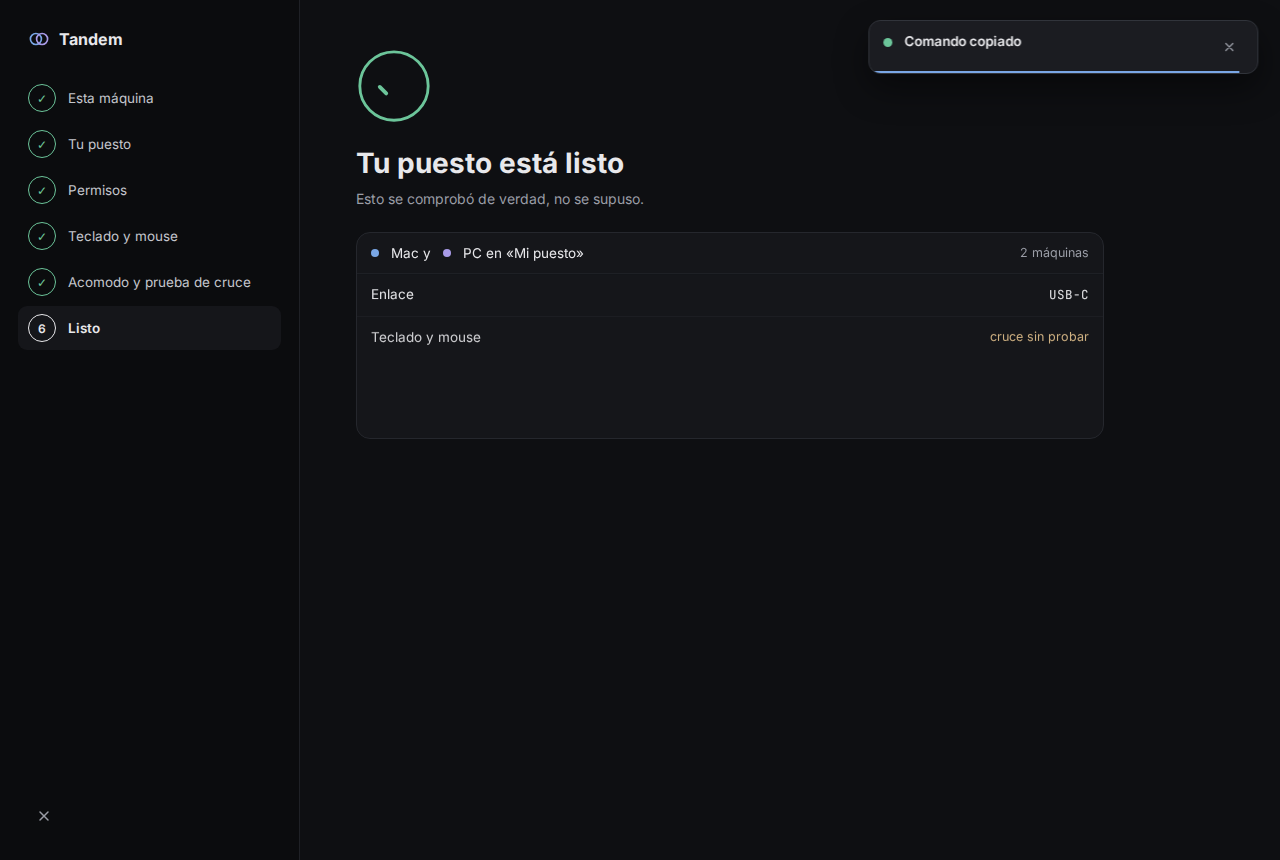 Tandem
Esta máquina
Tu puesto
Permisos
Teclado y mouse
Acomodo y prueba de cruce
6 Listo
Comando copiado
Tu puesto está listo
Esto se comprobó de verdad, no se supuso.
Mac y PC en «Mi puesto» 2 máquinas
Enlace USB-C
Teclado y mouse cruce sin probar